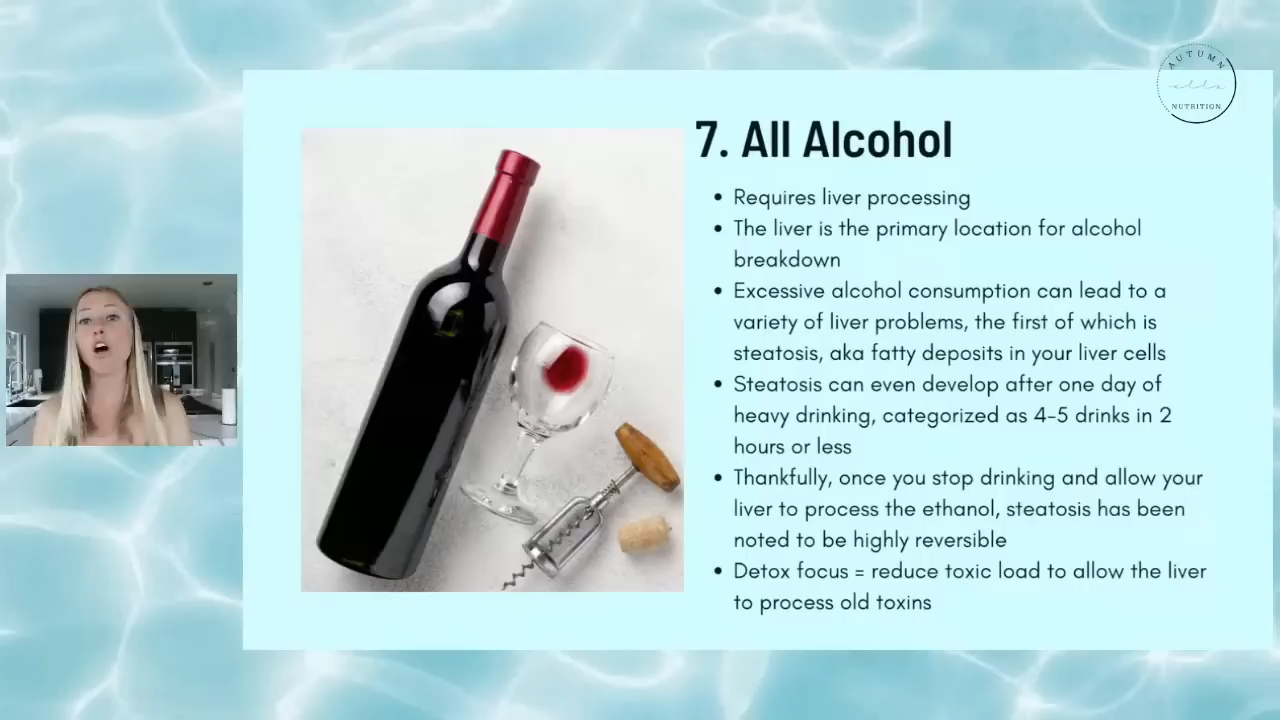 AUTUMN
elle
NUTRITION
7. All Alcohol
• Requires liver processing
• The liver is the primary location for alcohol
breakdown
• Excessive alcohol consumption can lead to a
variety of liver problems, the first of which is
steatosis, aka fatty deposits in your liver cells
• Steatosis can even develop after one day of
heavy drinking, categorized as 4-5 drinks in 2
hours or less
• Thankfully, once you stop drinking and allow your
liver to process the ethanol, steatosis has been
noted to be highly reversible
• Detox focus = reduce toxic load to allow the liver
to process old toxins